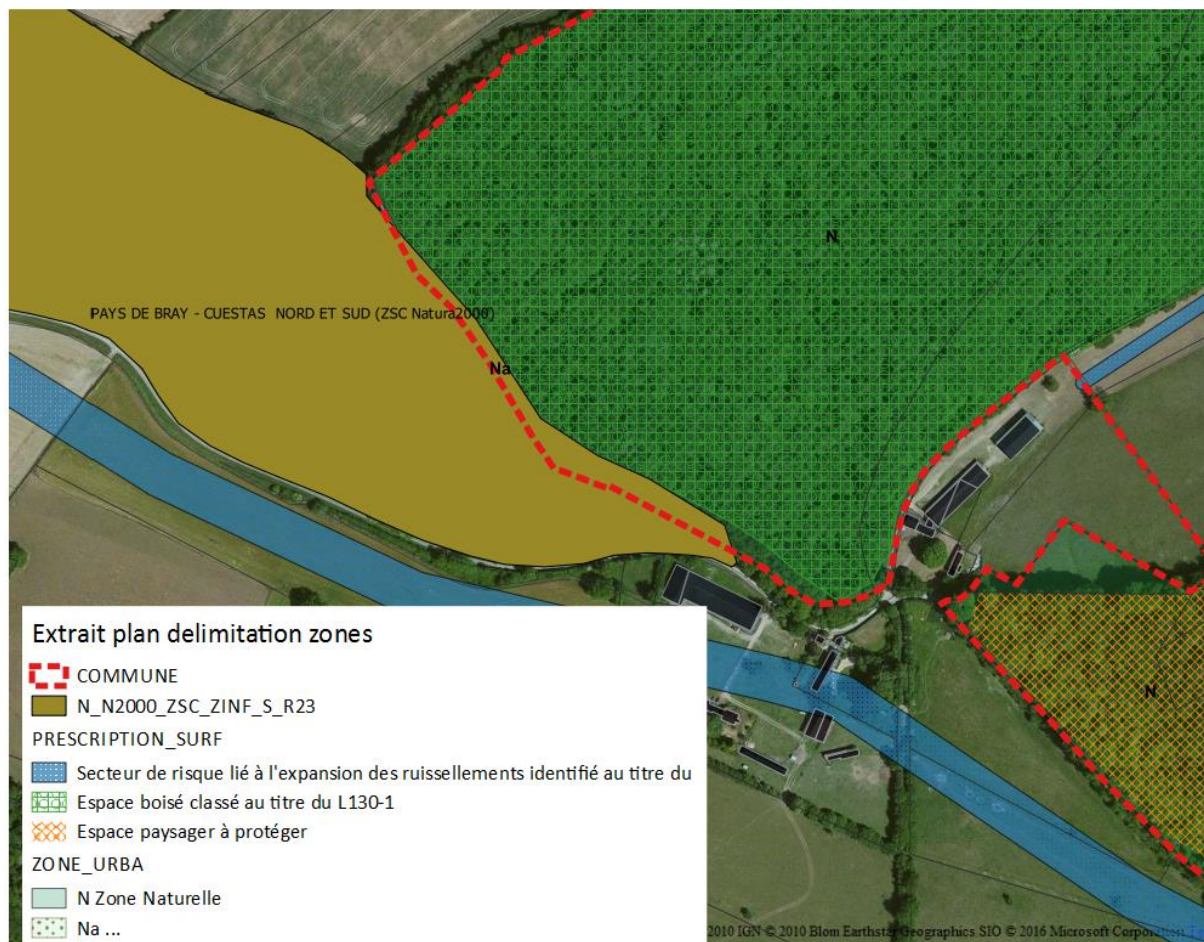 N
PAYS DE BRAY - CUESTAS NORD ET SUD (ZSC Natura2000)
Na
N
Extrait plan delimitation zones
COMMUNE
N_N2000_ZSC_ZINF_S_R23
PRESCRIPTION_SURF
Secteur de risque lié à l'expansion des ruissellements identifié au titre du
Espace boisé classé au titre du L130-1
Espace paysager à protéger
ZONE_URBA
N Zone Naturelle
Na ...
2010 IGN © 2010 Blom Earthstar Geographics SIO © 2016 Microsoft Corporation